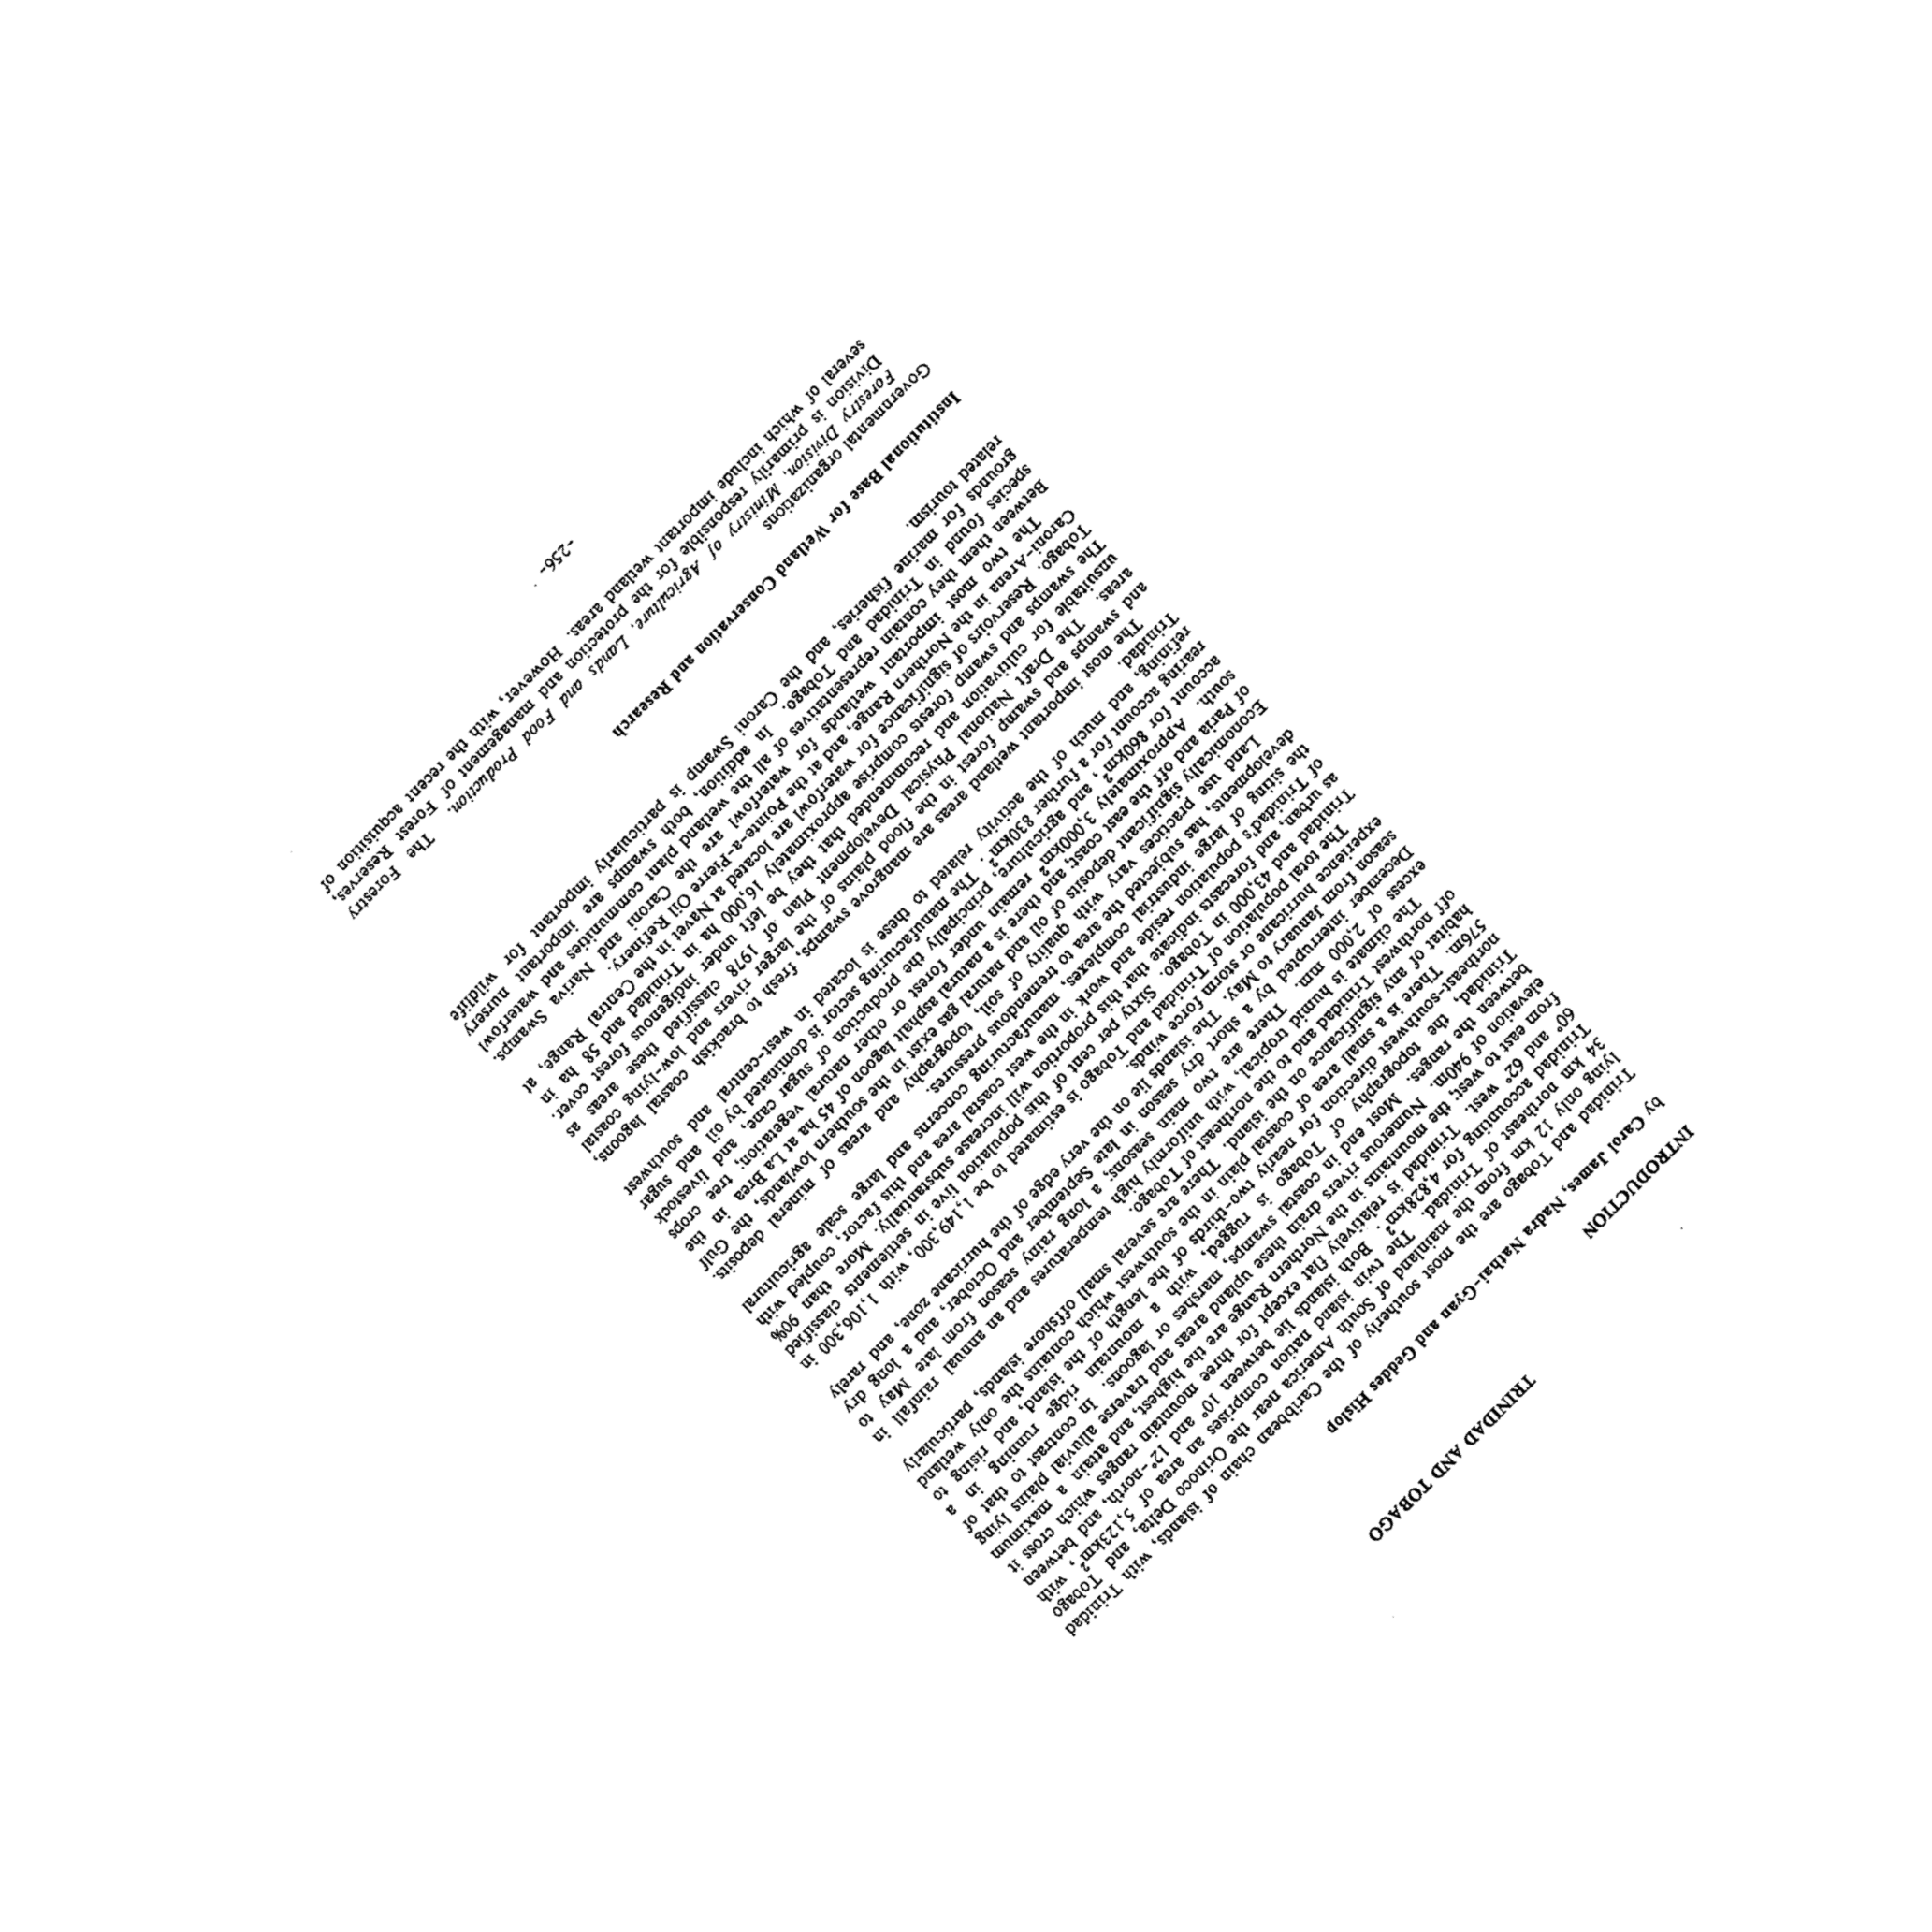 TRINIDAD AND TOBAGO
by Carol James, Nadra Nathai-Gyan and Geddes Hislop
INTRODUCTION
Trinidad and Tobago are the most southerly of the Caribbean chain of islands, with Trinidad
lying only 12 km from the mainland of South America near the Orinoco Delta, and Tobago
34 km northeast of Trinidad. The twin island nation comprises an area of 5,123km², with
Trinidad accounting for 4,828km². Both islands lie between 10° and 12°-north, and between
60° and 62° west. Trinidad is relatively flat except for three mountain ranges which cross it
from east to west; the mountains in the Northern Range are the highest, and attain a maximum
elevation of 940m. Numerous rivers drain these upland areas and traverse alluvial plains lying
between the ranges. Most end in coastal swamps, marshes or lagoons. In contrast to that of
Trinidad, the topography of Tobago is rugged, with a mountain ridge running in a
northeast-southwest direction for nearly two-thirds of the length of the island, and rising to
576m. There is a small area of coastal plain in the southwest which contains the only wetland
habitat of any significance on the island. There are several small offshore islands, particularly
off northwest Trinidad and to the northeast of Tobago.
The climate is humid tropical, with uniformly high temperatures and an annual rainfall in
excess of 2,000 mm. There are two main seasons; a long rainy season from late May to
December interrupted by a short dry season in late September and October, and a long dry
season from January to May. The islands lie on the very edge of the hurricane zone, and rarely
experience hurricane or storm force winds.
The total population of Trinidad and Tobago is estimated to be 1,149,300, with 1,106,300 in
Trinidad and 43,000 in Tobago. Sixty per cent of this population live in settlements classified
as urban, and forecasts indicate that this proportion will increase substantially. More than 90%
of Trinidad's population reside and work in the west coastal area and this factor, coupled with
the siting of large industrial complexes, manufacturing concerns and large scale agricultural
developments, has subjected the area to tremendous pressures.
Land use practices vary with quality of soil, topography and areas of mineral deposits.
Economically significant deposits of oil and natural gas exist in the southern lowlands, the Gulf
of Paria and off the east coast, and there is a natural asphalt lagoon of 45 ha at La Brea in the
south. Approximately 3,000km² remain under forest or other natural vegetation; tree crops
account for 860km², and agriculture, principally the production of sugar cane, and livestock
rearing account for a further 830km². The manufacturing sector is dominated by oil and sugar
refining, and much of the activity related to these is located in west-central and southwest
Trinidad.
The most important wetland areas are mangrove swamps, fresh to brackish coastal lagoons,
and swamps and swamp forest in the flood plains of the larger rivers and low-lying coastal
areas. The Draft National Physical Development Plan of 1978 classified these areas as
unsuitable for cultivation and recommended that they be left under indigenous forest cover.
The swamps and swamp forests comprise approximately 16,000 ha in Trinidad and 58 ha in
Tobago. Reservoirs of significance for waterfowl are located at Navet in the Central Range, at
Caroni-Arena in the Northern Range, and at the Pointe-a-Pierre Oil Refinery.
The two most important wetlands for waterfowl are the Caroni and Nariva Swamps.
Between them they contain representatives of all the wetland plant communities and waterfowl
species found in Trinidad and Tobago. In addition, both swamps are important nursery
grounds for marine fisheries, and the Caroni Swamp is particularly important for wildlife
related tourism.
Institutional Base for Wetland Conservation and Research
Governmental organizations
Forestry Division, Ministry of Agriculture, Lands and Food Production. The Forestry
Division is primarily responsible for the protection and management of Forest Reserves,
several of which include important wetland areas. However, with the recent acquisition of
-256-